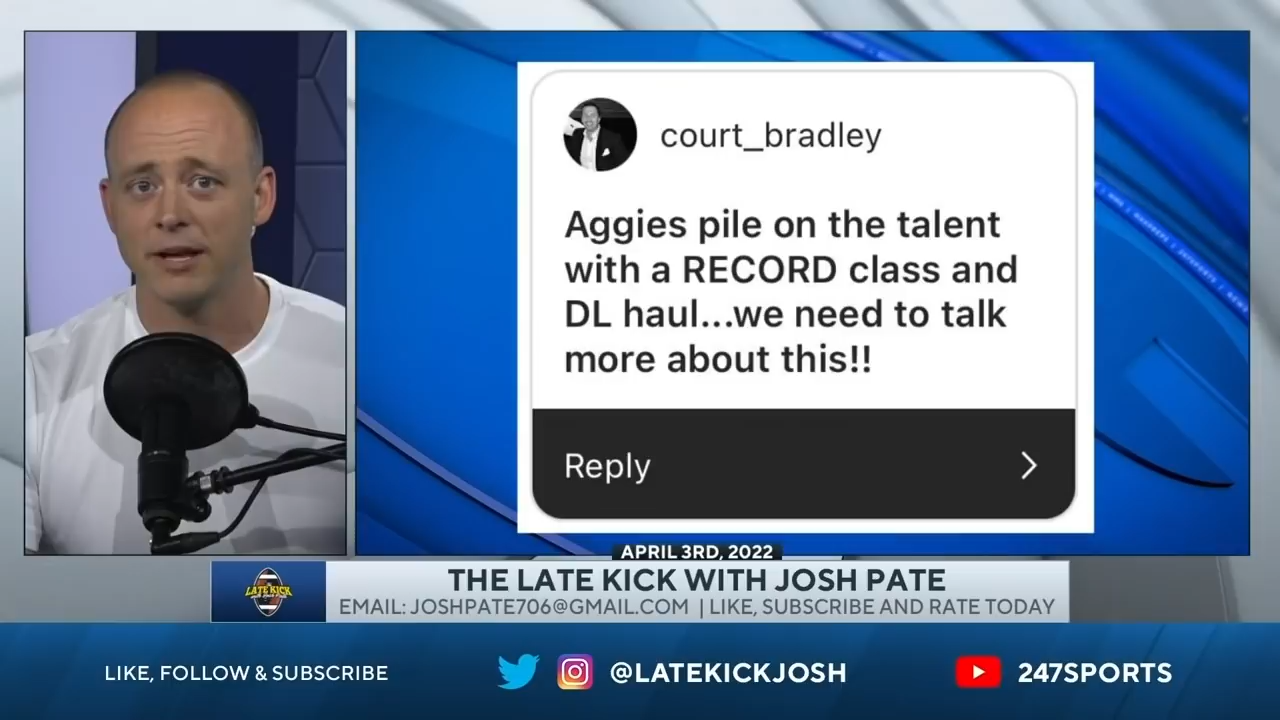 court_bradley
Aggies pile on the talent
with a RECORD class and
DL haul...we need to talk
more about this!!
Reply
APRIL 3RD, 2022
LATE KICK
THE LATE KICK WITH JOSH PATE
EMAIL: JOSHPATE706@GMAIL.COM | LIKE, SUBSCRIBE AND RATE TODAY
LIKE, FOLLOW & SUBSCRIBE
@LATEKICKJOSH
247SPORTS